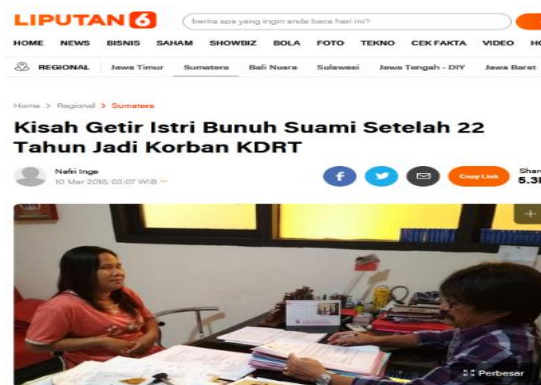 LIPUTAN 6
berita apa yang ingin anda baca hari ini?
HOME NEWS BISNIS SAHAM SHOWBIZ BOLA FOTO TEKNO CEK FAKTA VIDEO HO
REGIONAL Jawa Timur Sumatera Bali Nusra Sulawesi Jawa Tengah - DIY Jawa Barat
Home > Regional > Sumatera
Kisah Getir Istri Bunuh Suami Setelah 22
Tahun Jadi Korban KDRT
Nefri Inge
10 Mar 2018, 03:07 WIB
Copy Link
Share
Perbesar